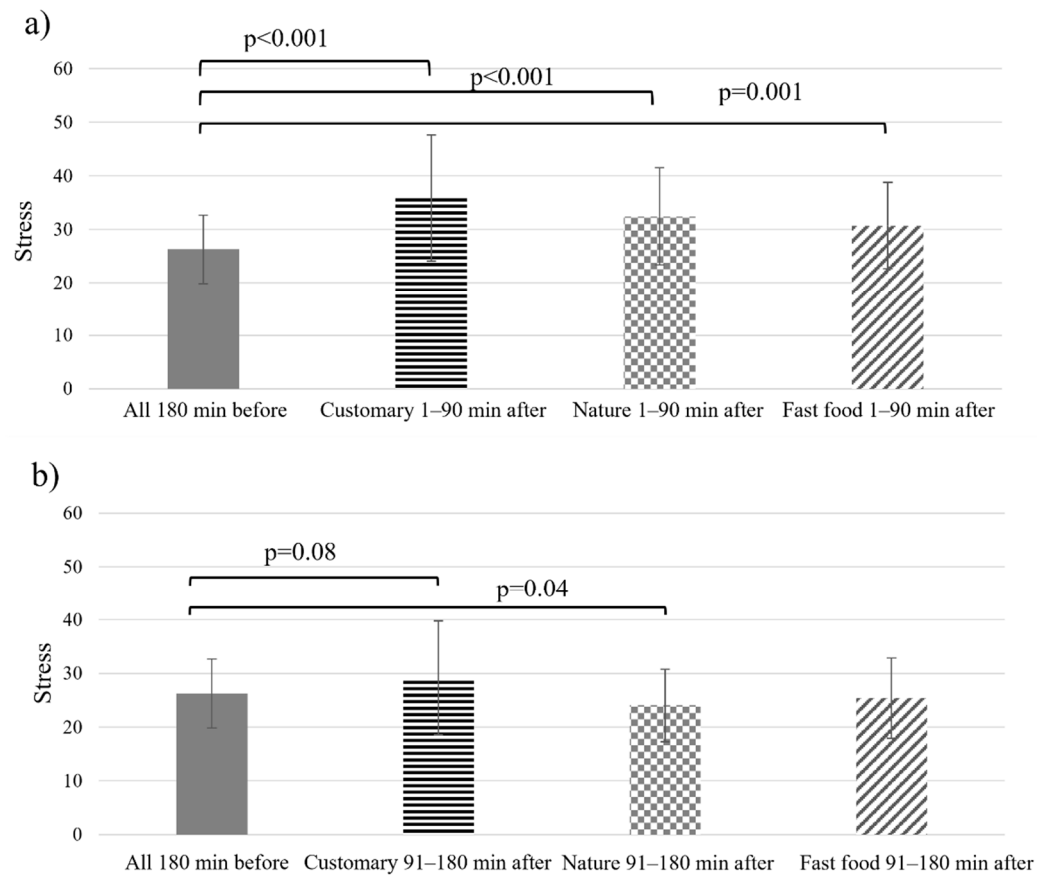 a)
p<0.001
p<0.001
p=0.001
60
50
40
30
20
10
0
Stress
All 180 min before
Customary 1–90 min after
Nature 1–90 min after
Fast food 1–90 min after
b)
p=0.08
p=0.04
60
50
40
30
20
10
0
Stress
All 180 min before
Customary 91–180 min after
Nature 91–180 min after
Fast food 91–180 min after